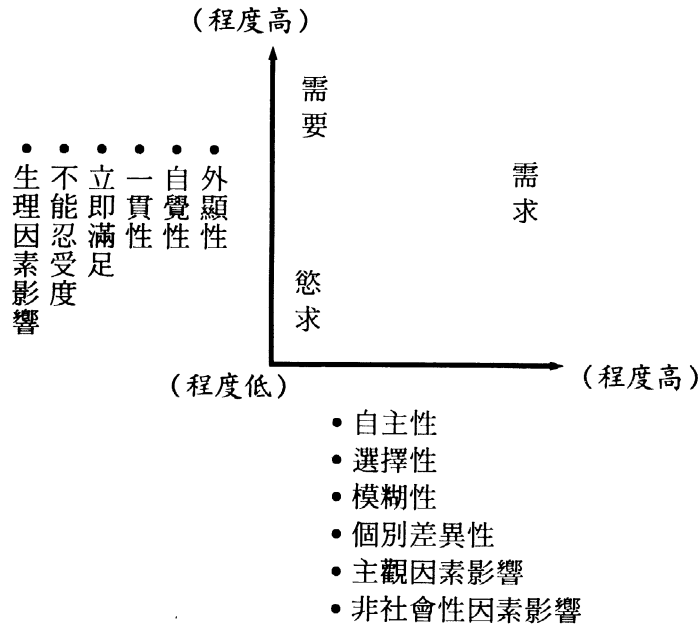 （程度高）
需要
需求
慾求
• 外顯性
• 自覺性
• 一貫性
• 立即滿足
• 不能忍受度
• 生理因素影響
（程度低）
（程度高）
• 自主性
• 選擇性
• 模糊性
• 個別差異性
• 主觀因素影響
• 非社會性因素影響